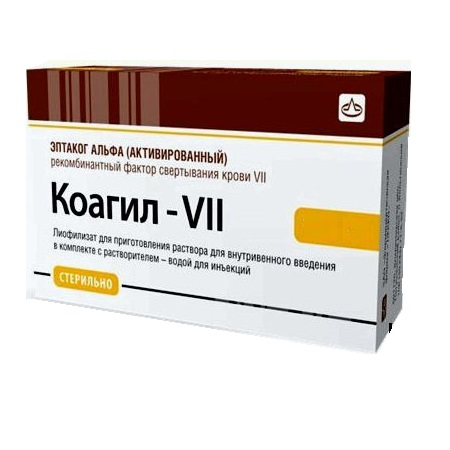 ЭПТАКОГ АЛЬФА (АКТИВИРОВАННЫЙ)
рекомбинантный фактор свертывания крови VII
Коагил - VII
Лиофилизат для приготовления раствора для внутривенного введения
в комплекте с растворителем – водой для инъекций
СТЕРИЛЬНО